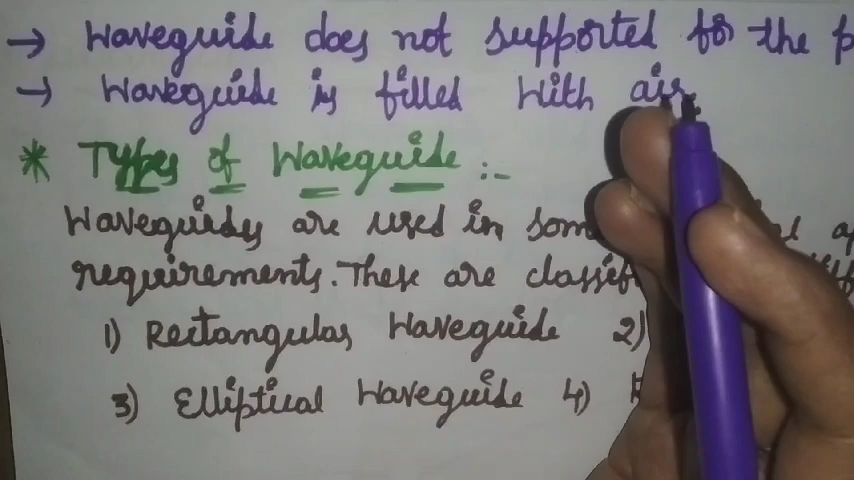 → Waveguide does not supported for the p
→ Waveguide is filled with air
* Types of Waveguide :-
Waveguides are used in som
requirements. These are classif
1) Rectangular Waveguide 2)
3) Elliptical Waveguide 4)